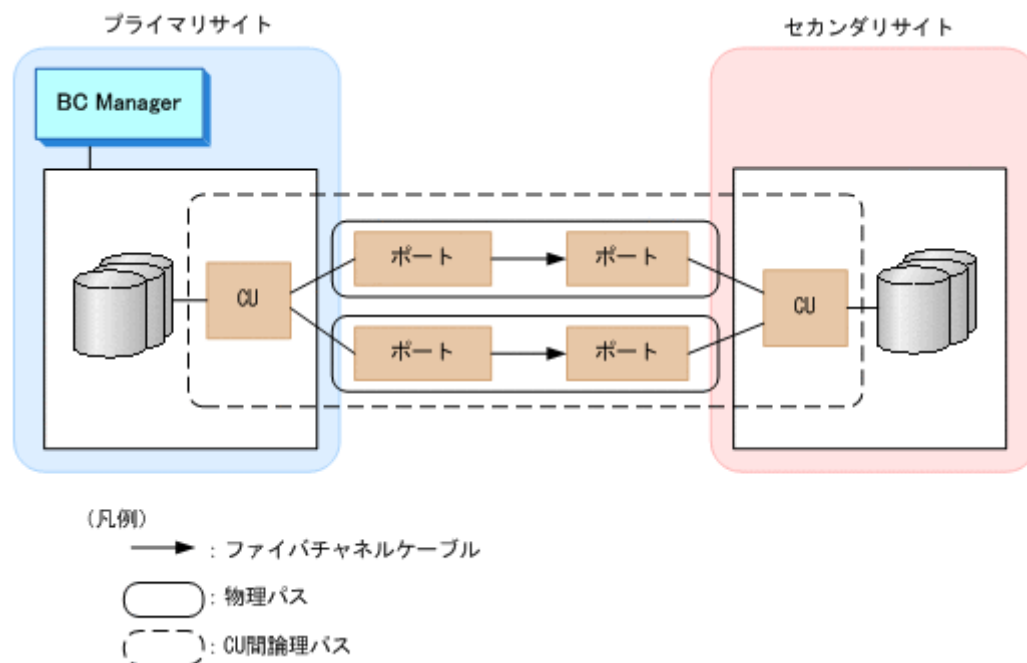 プライマリサイト
セカンダリサイト
BC Manager
ポート
ポート
CU
CU
ポート
ポート
(凡例)
: ファイバチャネルケーブル
: 物理パス
: CU間論理パス